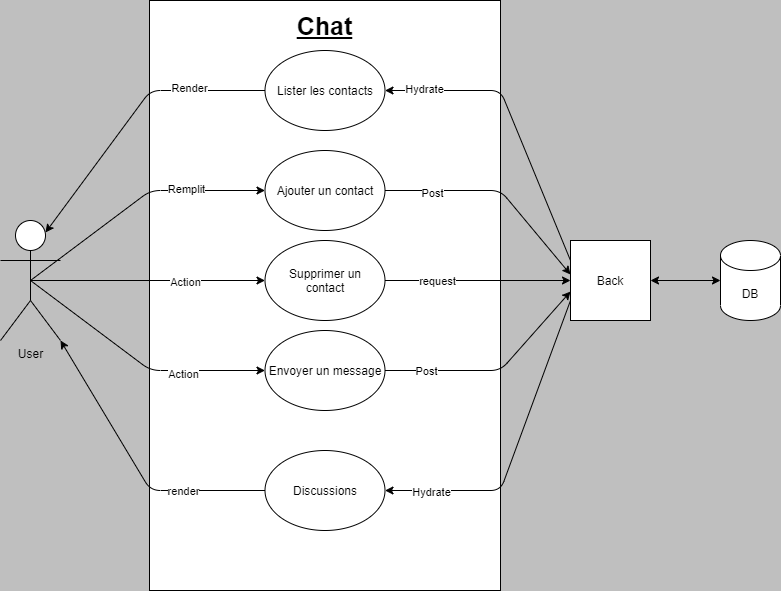 Chat
Render
Lister les contacts
Hydrate
Remplit
Ajouter un contact
Post
Action
Supprimer un
contact
request
Back
DB
User
Action
Envoyer un message
Post
render
Discussions
Hydrate